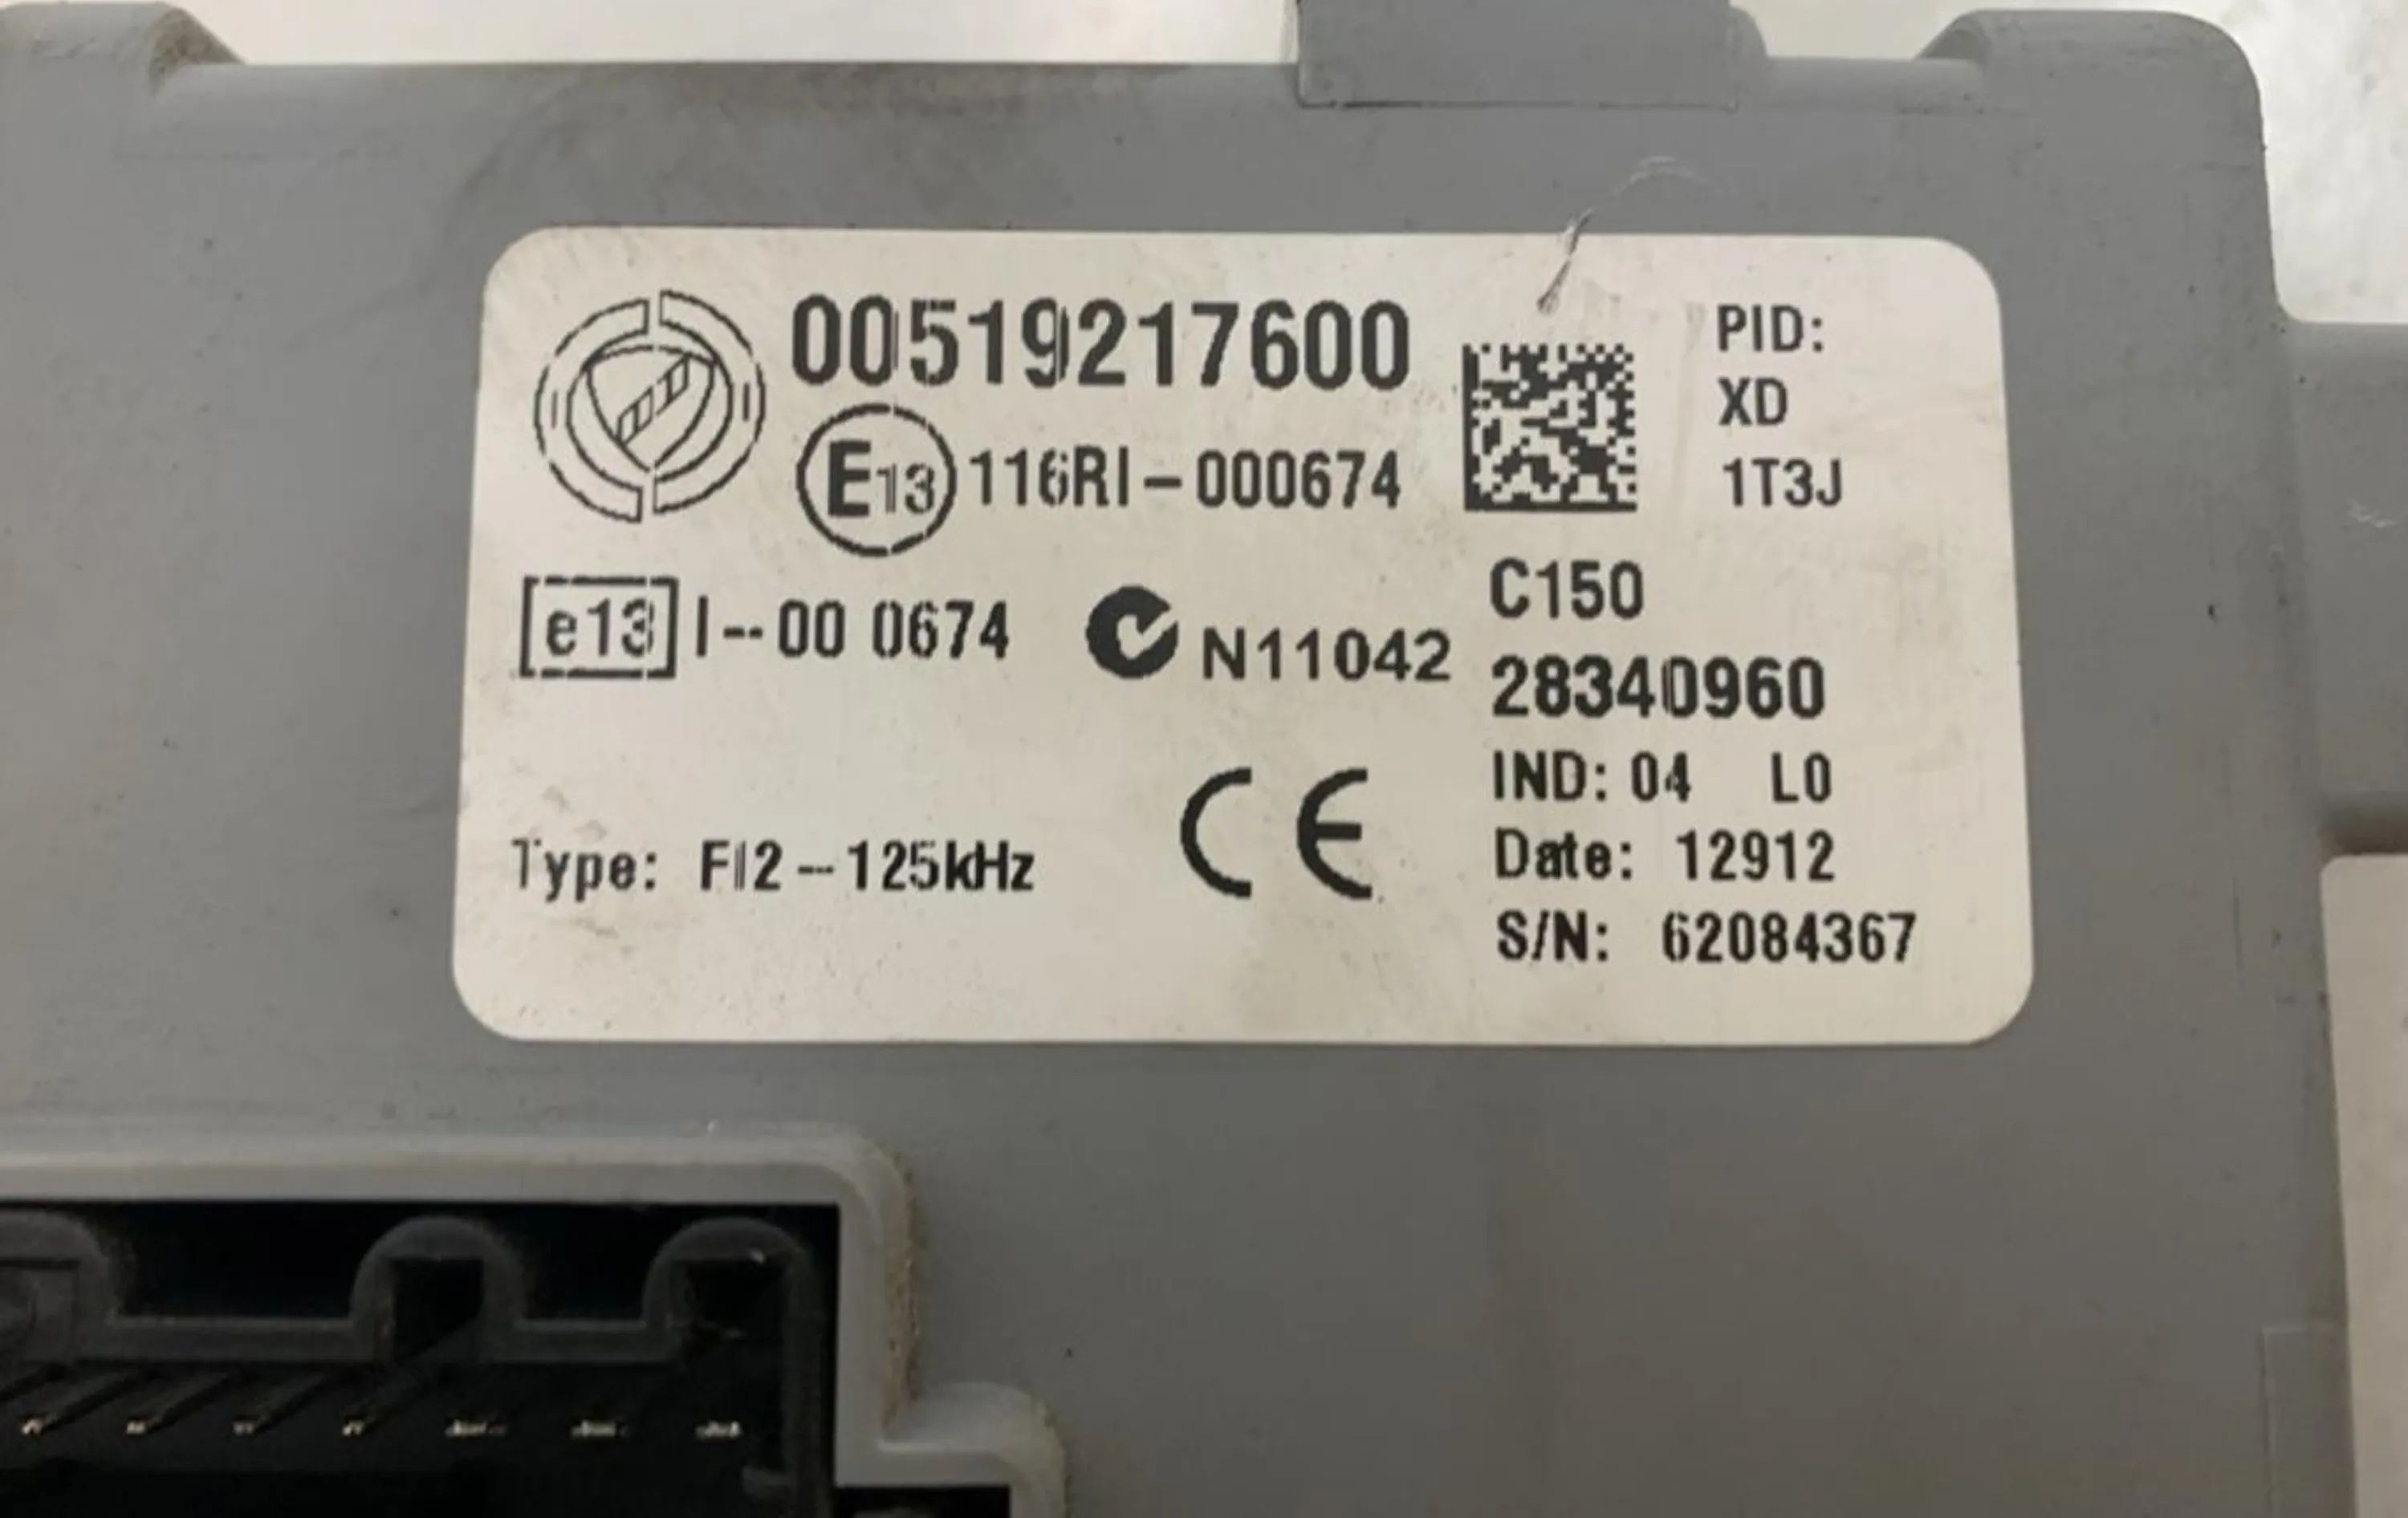 00519217600
E13 116RI-000674
e13 I--00 0674
N11042
Type: FI2--125kHz
CE
PID:
XD
1T3J
C150
28340960
IND: 04 L0
Date: 12912
S/N: 62084367